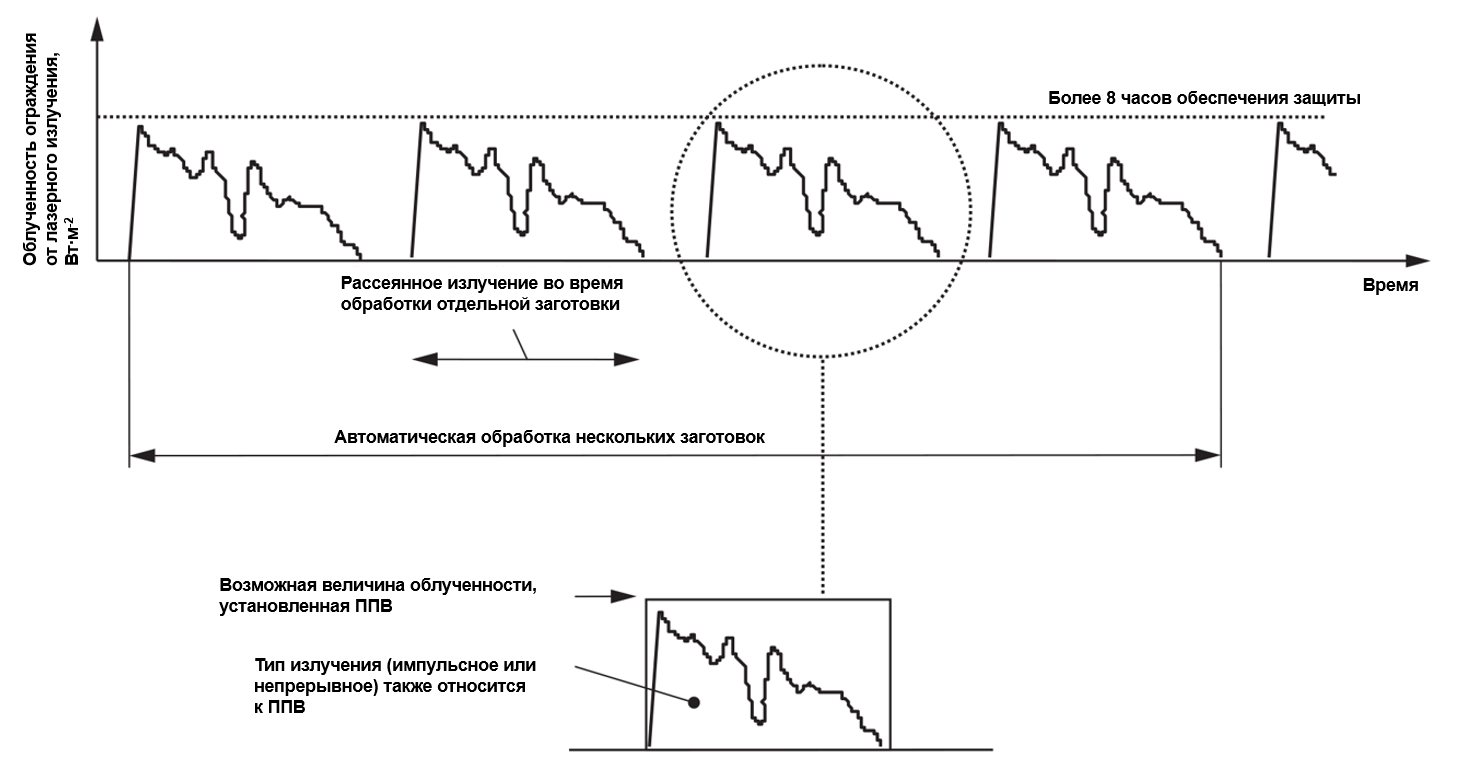 Облученность ограждения
от лазерного излучения,
Вт·м-2
Более 8 часов обеспечения защиты
Рассеянное излучение во время
обработки отдельной заготовки
Время
Автоматическая обработка нескольких заготовок
Возможная величина облученности,
установленная ППВ
Тип излучения (импульсное или
непрерывное) также относится
к ППВ